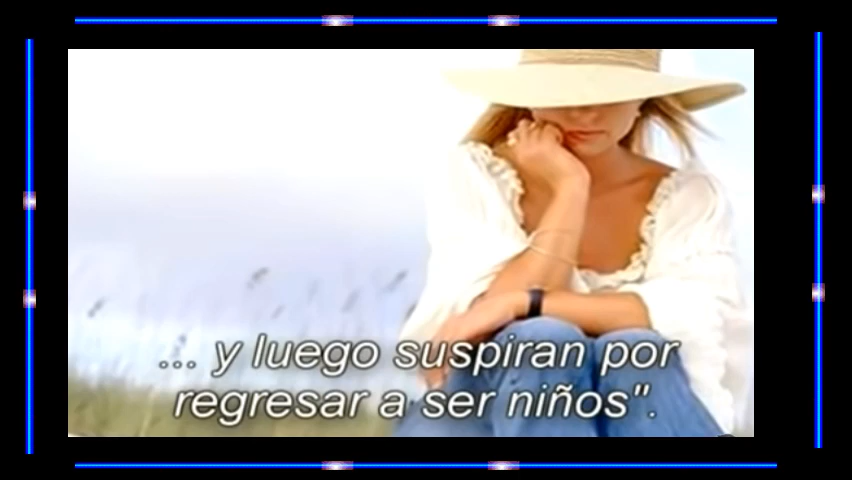 ... y luego suspiran por
regresar a ser niños".